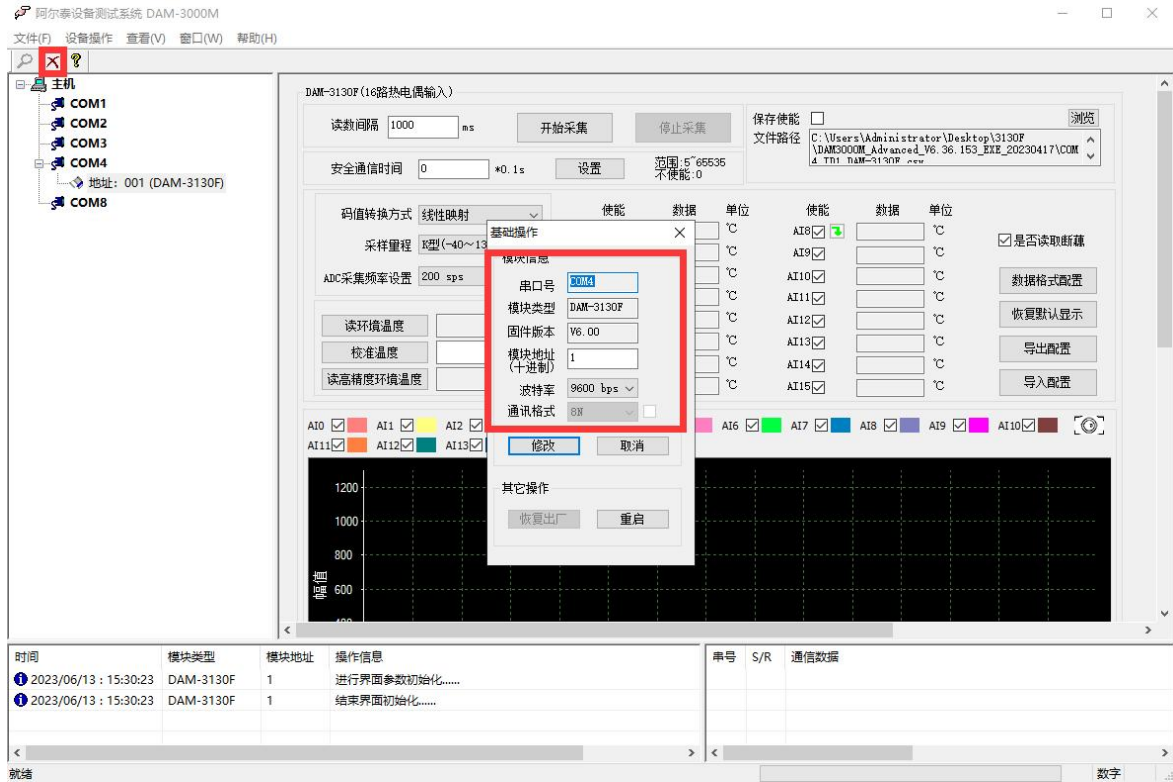 阿尔泰设备测试系统 DAM-3000M
文件(F) 设备操作 查看(V) 窗口(W) 帮助(H)
主机
COM1
COM2
COM3
COM4
地址：001 (DAM-3130F)
COM8
DAM-3130F(16路热电偶输入)
读数间隔 1000 ms 开始采集 停止采集
保存使能 浏览
文件路径 C:\Users\Administrator\Desktop\3130F
\DAM3000M_Advanced_V6.36.153_EXE_20230417\COM
4 ID1 DAM-3130F.csv
安全通信时间 0 *0.1s 设置 范围:5~65535
不使能:0
码值转换方式 线性映射
采样量程 K型(-40~13
ADC采集频率设置 200 sps
读环境温度
校准温度
读高精度环境温度
使能 数据 单位 使能 数据 单位
℃ AI8 ℃
℃ AI9 ℃
℃ AI10 ℃
℃ AI11 ℃
℃ AI12 ℃
℃ AI13 ℃
℃ AI14 ℃
℃ AI15 ℃
是否读取断耦
数据格式配置
恢复默认显示
导出配置
导入配置
基础操作
模块信息
串口号 COM4
模块类型 DAM-3130F
固件版本 V6.00
模块地址 1
(十进制)
波特率 9600 bps
通讯格式 8N
修改 取消
其它操作
恢复出厂 重启
AI0 AI1 AI2 AI6 AI7 AI8 AI9 AI10
AI11 AI12 AI13
1200
1000
800
600
400
幅值
时间 模块类型 模块地址 操作信息
2023/06/13 : 15:30:23 DAM-3130F 1 进行界面参数初始化......
2023/06/13 : 15:30:23 DAM-3130F 1 结束界面初始化......
串号 S/R 通信数据
就绪 数字